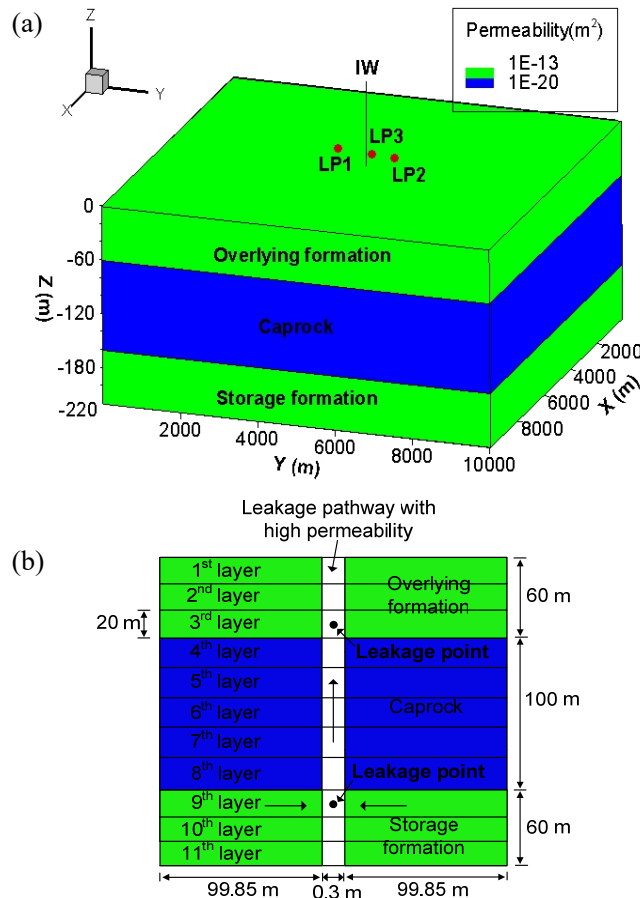 (a)
Z
X
Y
Permeability(m²)
1E-13
1E-20
IW
LP3
LP1
LP2
0
-60
-120
-180
-220
Z (m)
Overlying formation
Caprock
Storage formation
2000
4000
6000
8000
10000
Y (m)
2000
4000
6000
8000
X (m)
Leakage pathway with
high permeability
(b)
1st layer
2nd layer
3rd layer
4th layer
5th layer
6th layer
7th layer
8th layer
9th layer
10th layer
11th layer
Overlying
formation
Leakage point
Caprock
Leakage point
Storage
formation
20 m
60 m
100 m
60 m
99.85 m
0.3 m
99.85 m